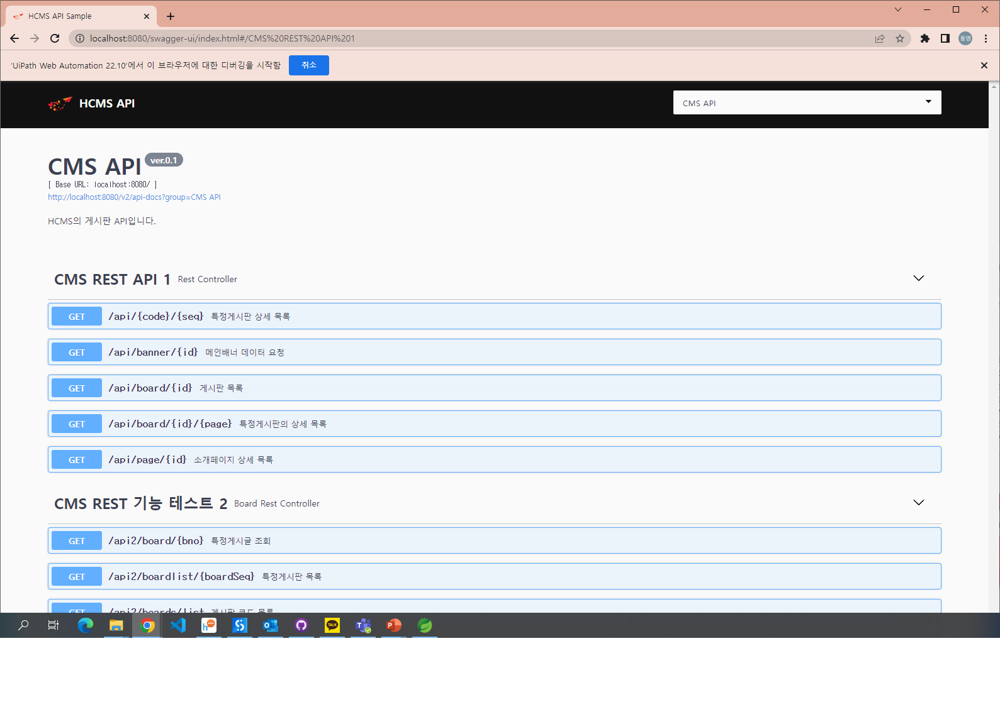 HCMS API Sample
localhost:8080/swagger-ui/index.html#/CMS%20REST%20API%201
동영
'UiPath Web Automation 22.10'에서 이 브라우저에 대한 디버깅을 시작함
취소
HCMS API
CMS API
CMS API ver.0.1
[ Base URL: localhost:8080/ ]
http://localhost:8080/v2/api-docs?group=CMS API
HCMS의 게시판 API입니다.
CMS REST API 1 Rest Controller
GET /api/{code}/{seq} 특정게시판 상세 목록
GET /api/banner/{id} 메인배너 데이터 요청
GET /api/board/{id} 게시판 목록
GET /api/board/{id}/{page} 특정게시판의 상세 목록
GET /api/page/{id} 소개페이지 상세 목록
CMS REST 기능 테스트 2 Board Rest Controller
GET /api2/board/{bno} 특정게시글 조회
GET /api2/boardlist/{boardSeq} 특정게시판 목록
GET /api2/boards/list 게시판 코드 목록
TALK